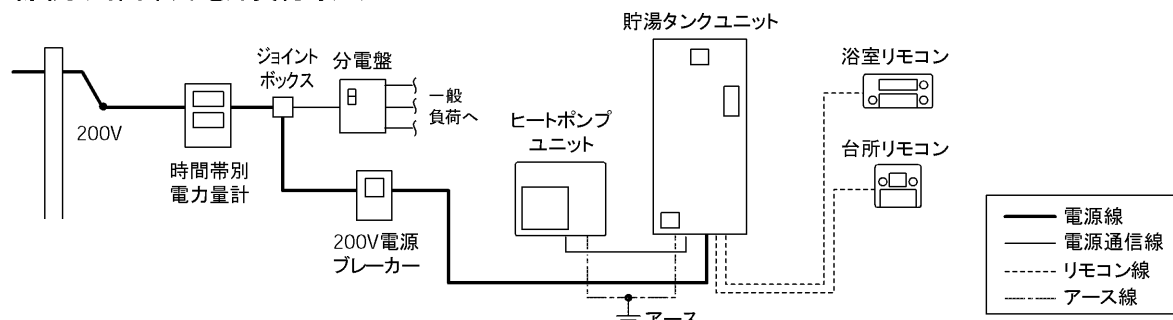 貯湯タンクユニット
ジョイント
ボックス
分電盤
浴室リモコン
一般
負荷へ
ヒートポンプ
ユニット
200V
台所リモコン
時間帯別
電力量計
200V電源
ブレーカー
電源線
電源通信線
リモコン線
アース線
アース